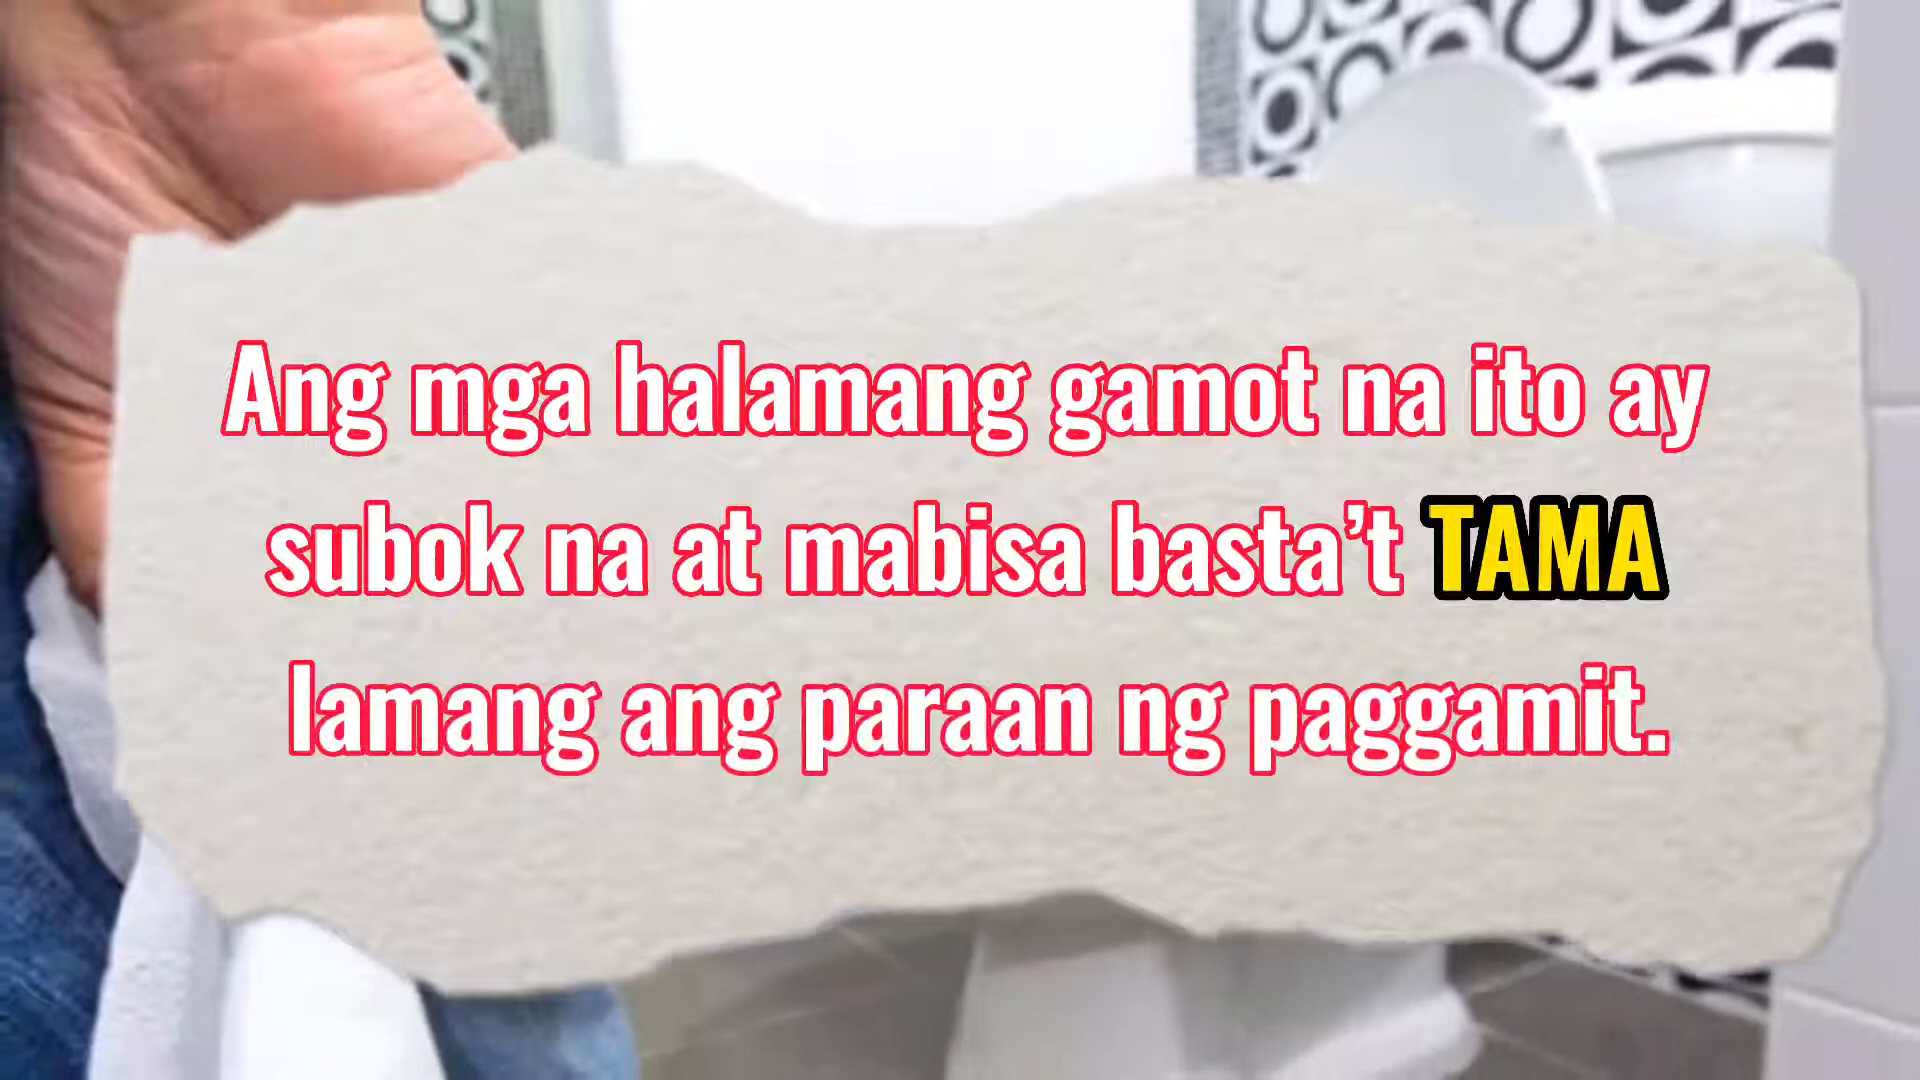 Ang mga halamang gamot na ito ay
subok na at mabisa basta’t TAMA
lamang ang paraan ng paggamit.